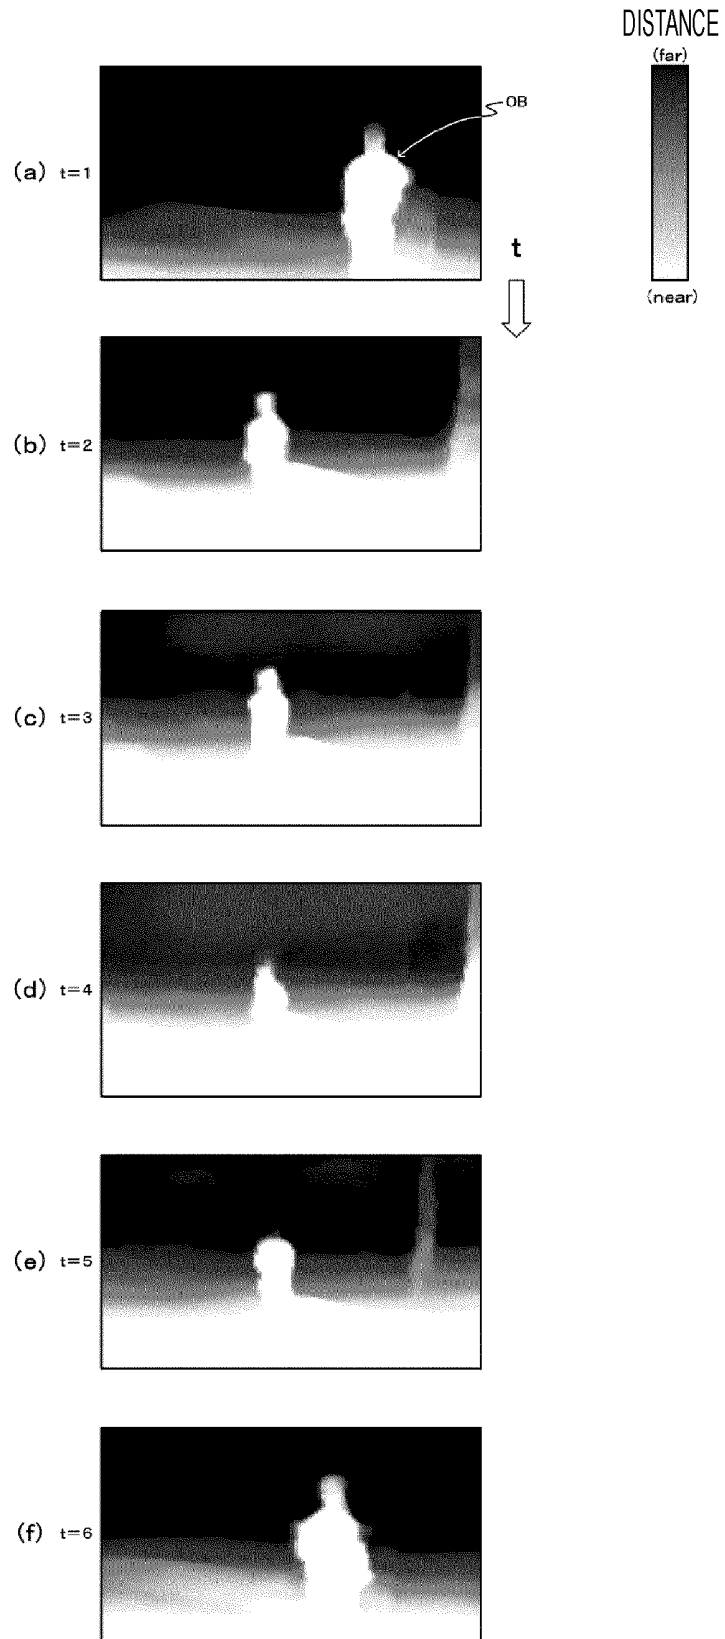 DISTANCE
(far)
OB
(a) t=1
t
(near)
(b) t=2
(c) t=3
(d) t=4
(e) t=5
(f) t=6